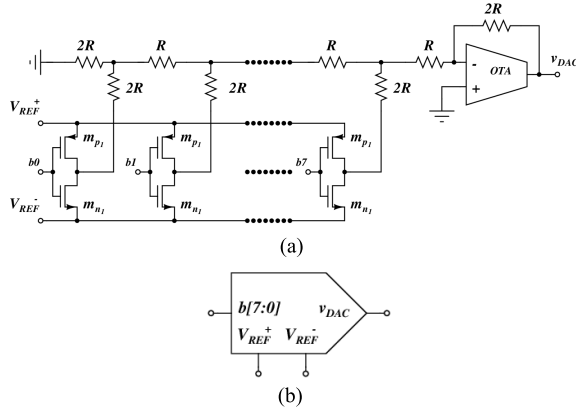 2R R R R 2R
2R 2R 2R
- OTA +
v_DAC
V_REF^+
m_p1 m_p1 m_p1
b0 b1 b7
V_REF^- m_n1 m_n1 m_n1
(a)
b[7:0] v_DAC
V_REF^+ V_REF^-
(b)